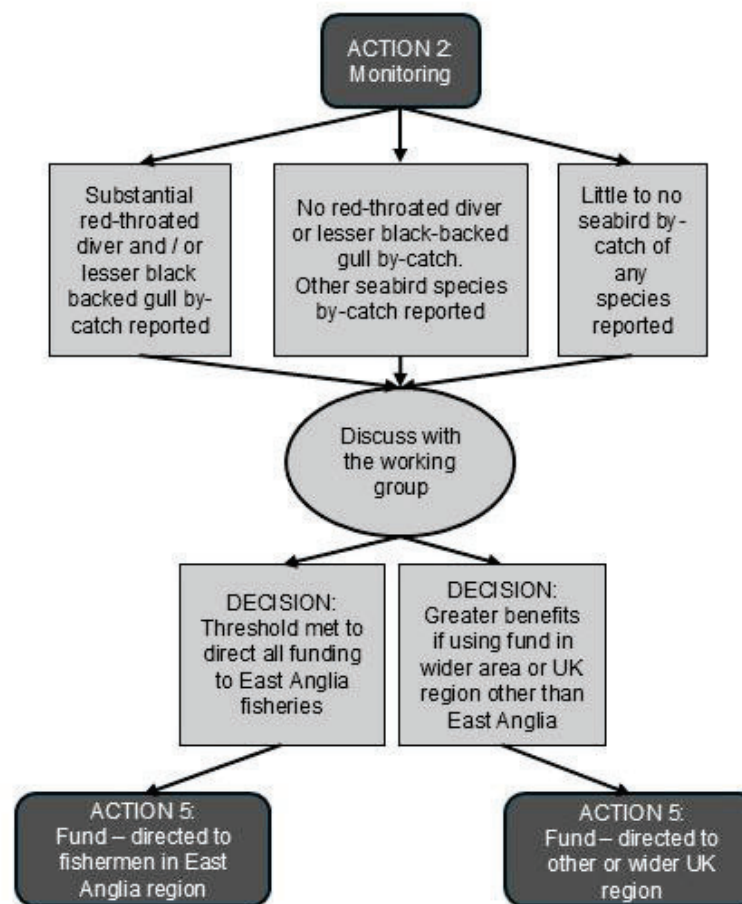 ACTION 2:
Monitoring
Substantial
red-throated
diver and / or
lesser black
backed gull by-
catch reported
No red-throated diver
or lesser black-backed
gull by-catch.
Other seabird species
by-catch reported
Little to no
seabird by-
catch of
any
species
reported
Discuss with
the working
group
DECISION:
Threshold met to
direct all funding
to East Anglia
fisheries
DECISION:
Greater benefits
if using fund in
wider area or UK
region other than
East Anglia
ACTION 5:
Fund – directed to
fishermen in East
Anglia region
ACTION 5:
Fund – directed to
other or wider UK
region